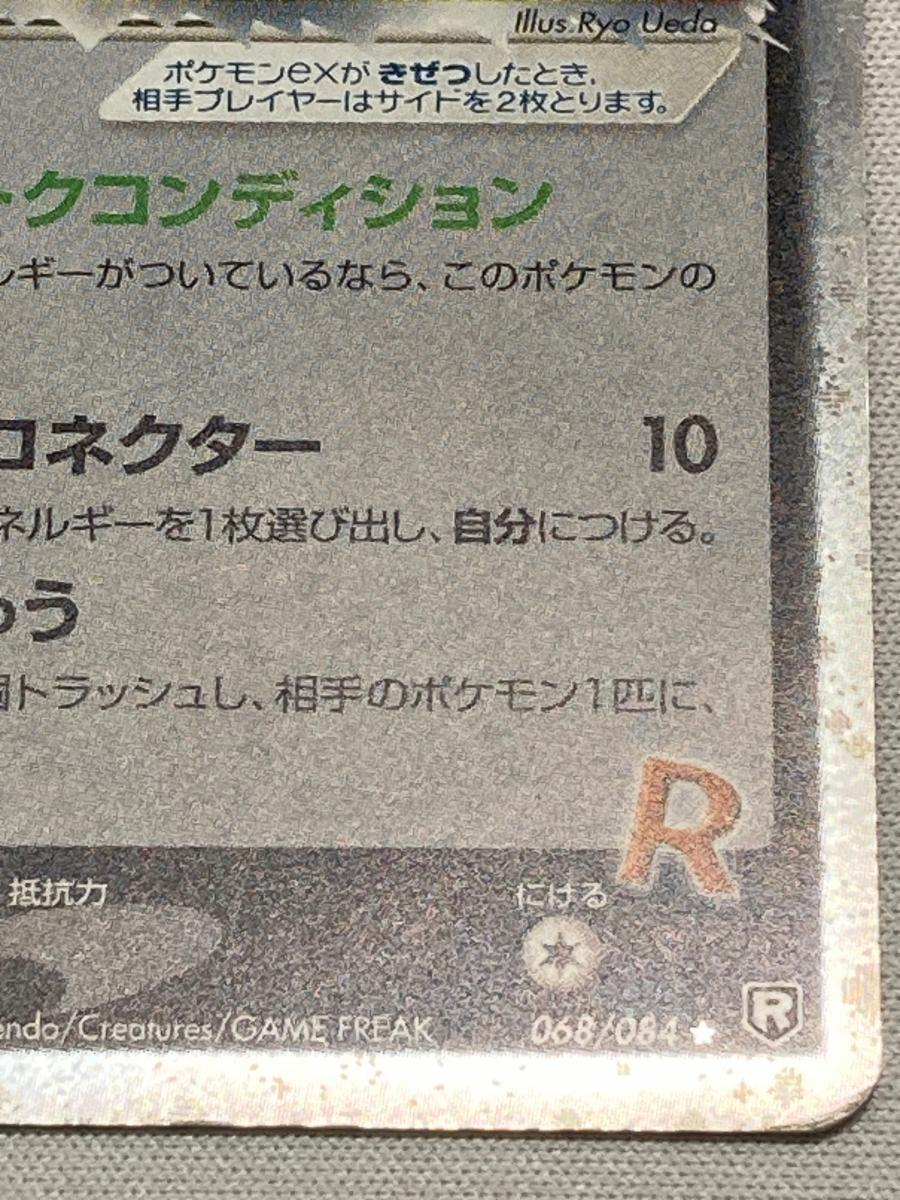 Illus. Ryo Ueda
ポケモンexが きぜつしたとき、
相手プレイヤーはサイドを2枚とります。
ークコンディション
ルギーがついているなら、このポケモンの
コネクター 10
ネルギーを1枚選び出し、自分につける。
ゅう
個トラッシュし、相手のポケモン1匹に、
R
抵抗力 にげる
endo/Creatures/GAME FREAK 068/084
R